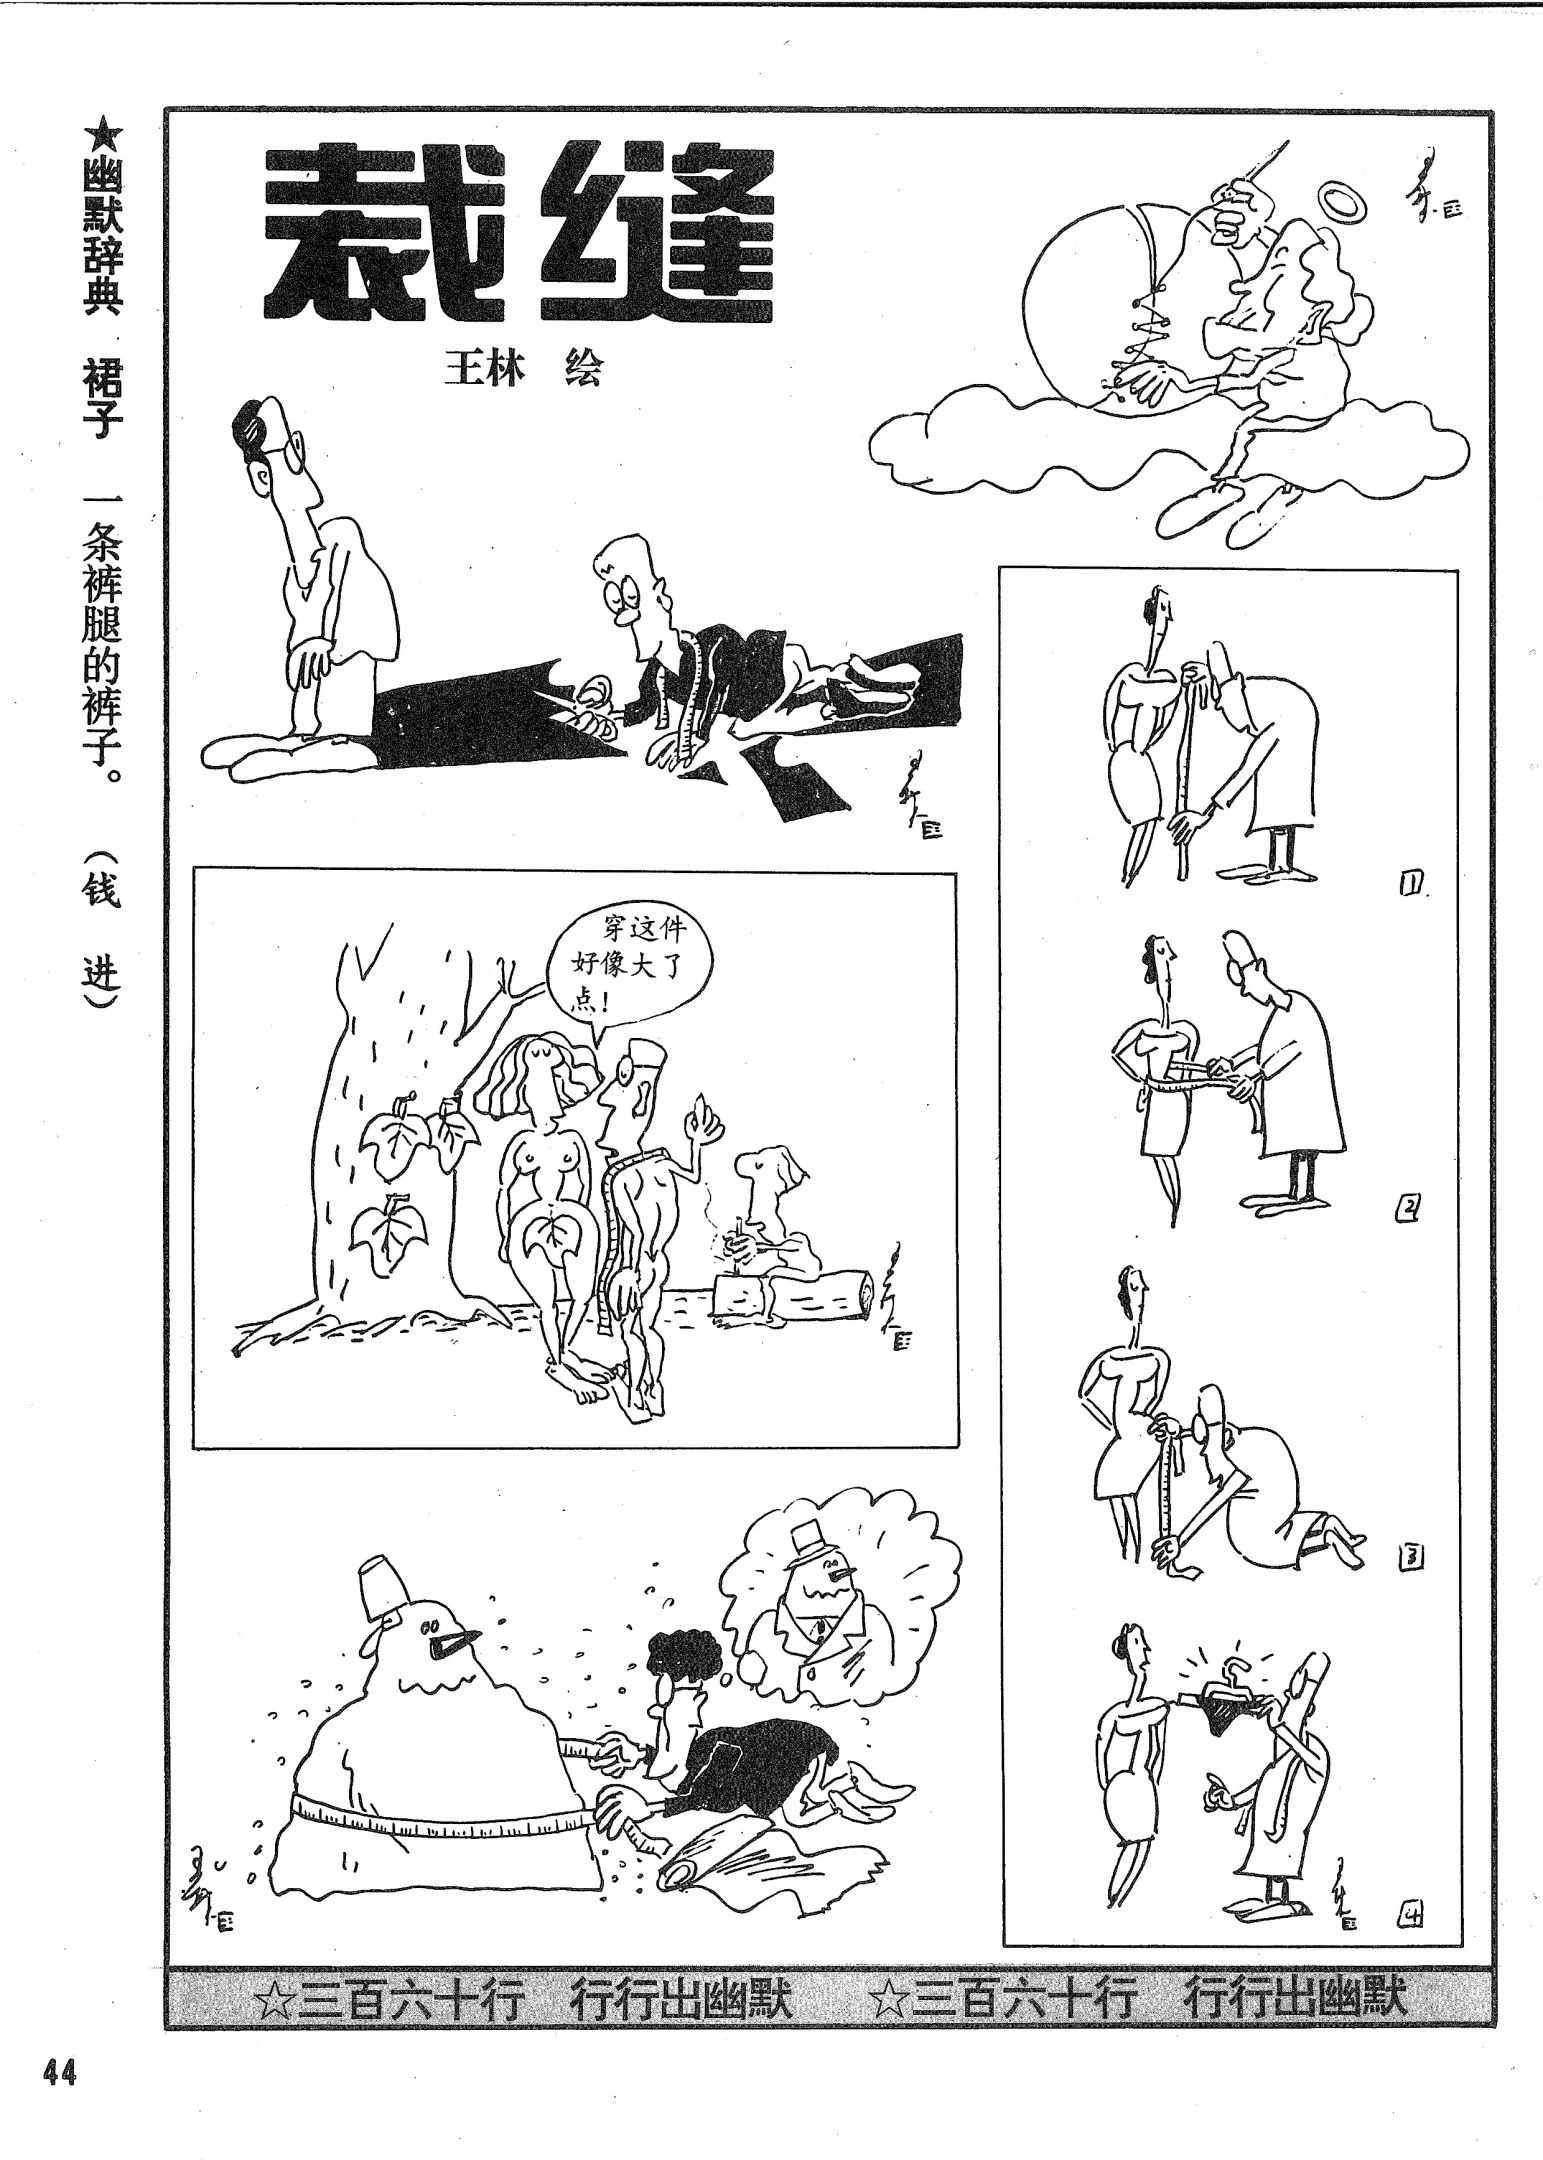 ★幽默辞典 裙子 一条裤腿的裤子。 （钱 进）
裁缝
王林 绘
穿这件
好像大了
点！
1
2
3
4
☆三百六十行 行行出幽默 ☆三百六十行 行行出幽默
44